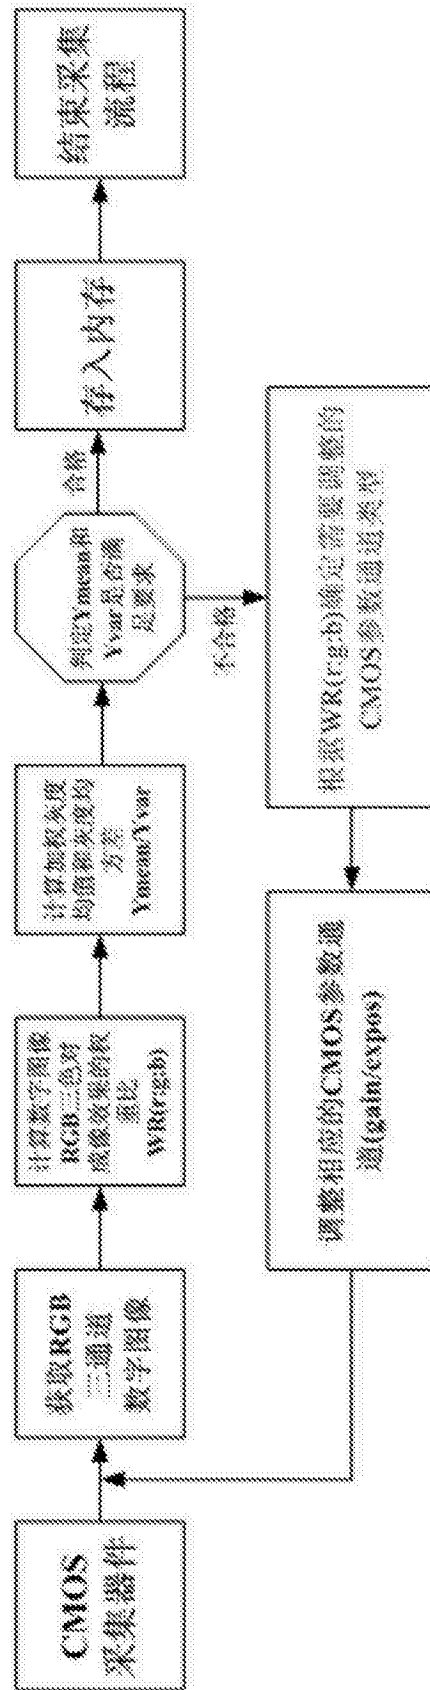 CMOS
采集器件
获取RGB
三通道
数字图像
计算数字图像
RGB三色对
成像效果的权
重比
WR(r:g:b)
计算加权灰度
均值和灰度均
方差
Ymean/Yvar
判定Ymean和
Yvar是否满
足要求
合格
存入内存
结束采集
流程
不合格
根据WR(r:g:b)确定需要调整的
CMOS参数通道类型
调整相应的CMOS参数通
道(gain/expos)